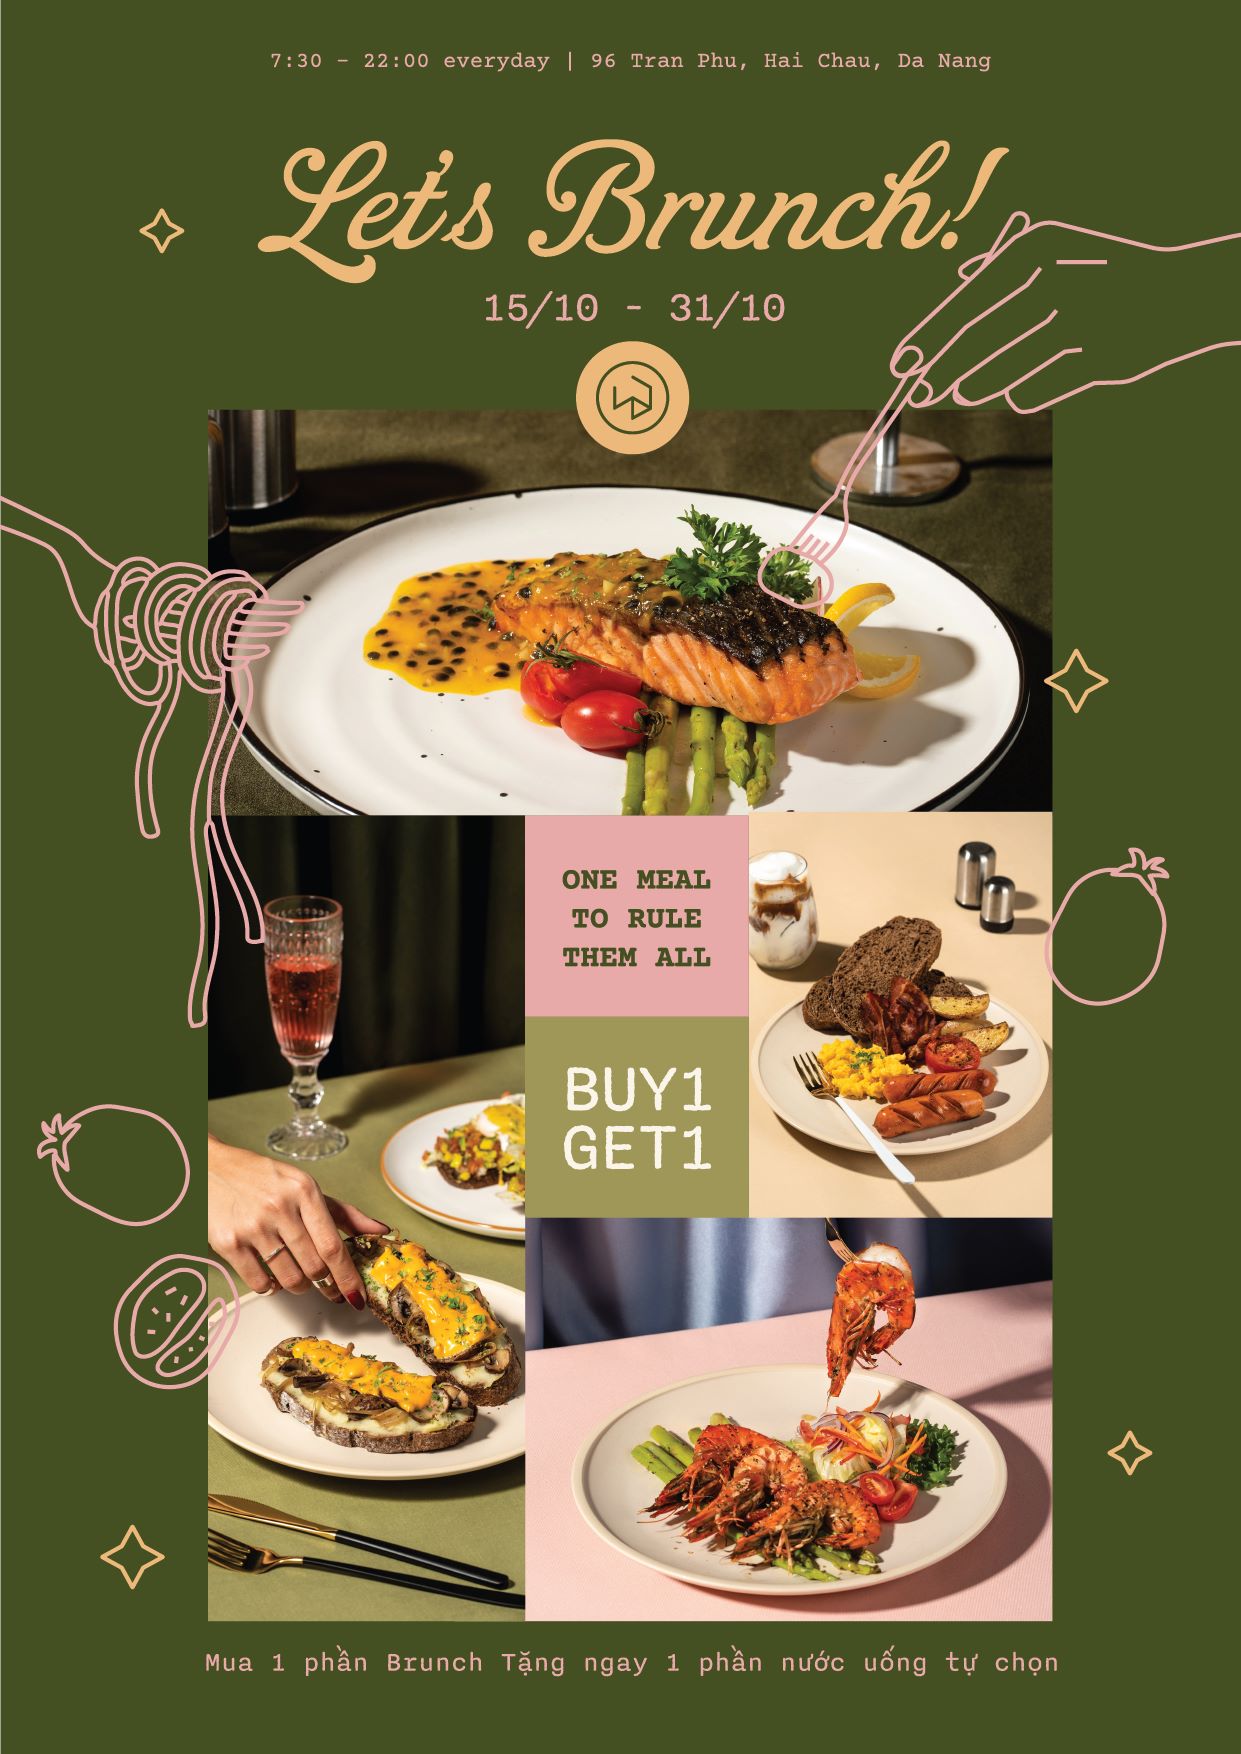 7:30 - 22:00 everyday | 96 Tran Phu, Hai Chau, Da Nang
Let's Brunch!
15/10 - 31/10
ONE MEAL
TO RULE
THEM ALL
BUY1
GET1
Mua 1 phần Brunch Tặng ngay 1 phần nước uống tự chọn